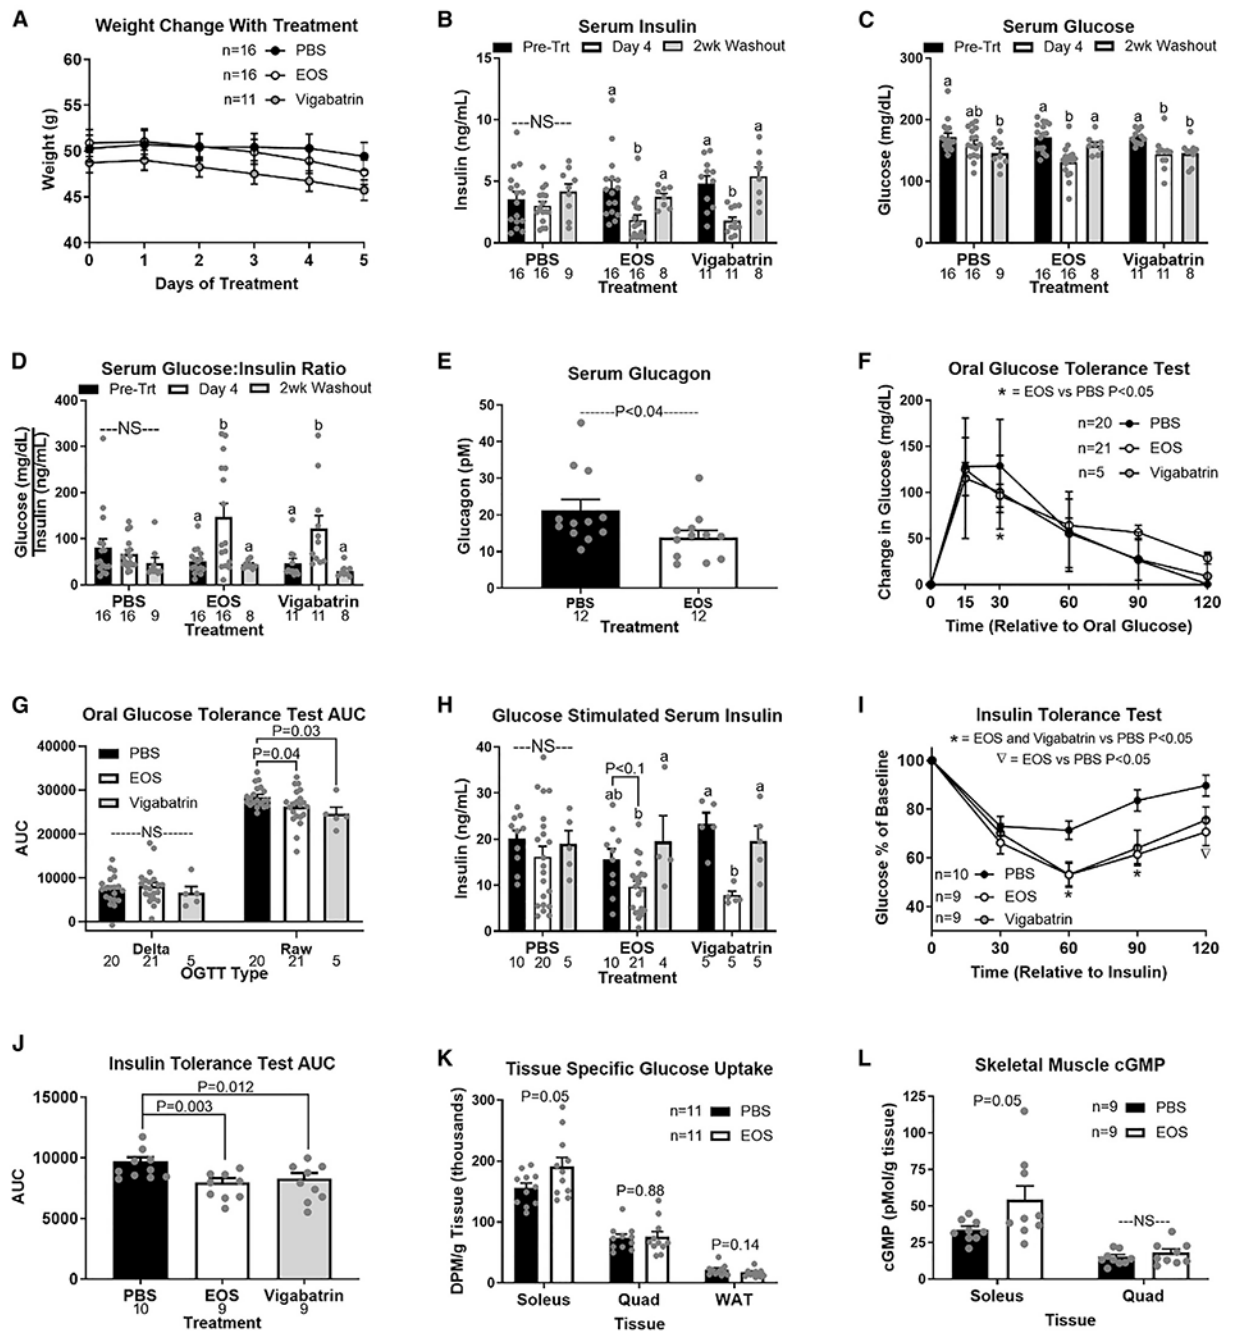 A
Weight Change With Treatment
n=16 PBS
n=16 EOS
n=11 Vigabatrin
60
55
50
45
40
Weight (g)
0 1 2 3 4 5
Days of Treatment
B
Serum Insulin
Pre-Trt Day 4 2wk Washout
15
10
5
0
Insulin (ng/mL)
---NS---
a
b
a
a
b
a
PBS EOS Vigabatrin
16 16 9 16 16 8 11 11 8
Treatment
C
Serum Glucose
Pre-Trt Day 4 2wk Washout
300
200
100
0
Glucose (mg/dL)
a ab b a b a a b b
PBS EOS Vigabatrin
16 16 9 16 16 8 11 11 8
Treatment
D
Serum Glucose:Insulin Ratio
Pre-Trt Day 4 2wk Washout
400
300
200
100
0
Glucose (mg/dL)
Insulin (ng/mL)
---NS---
a b a a b a
PBS EOS Vigabatrin
16 16 9 16 16 8 11 11 8
Treatment
E
Serum Glucagon
50
40
30
20
10
0
Glucagon (pM)
-------P<0.04-------
PBS EOS
12 12
Treatment
F
Oral Glucose Tolerance Test
* = EOS vs PBS P<0.05
n=20 PBS
n=21 EOS
n=5 Vigabatrin
200
150
100
50
0
Change in Glucose (mg/dL)
*
0 15 30 60 90 120
Time (Relative to Oral Glucose)
G
Oral Glucose Tolerance Test AUC
P=0.03
P=0.04
PBS
EOS
Vigabatrin
------NS------
40000
30000
20000
10000
0
AUC
Delta Raw
20 21 5 20 21 5
OGTT Type
H
Glucose Stimulated Serum Insulin
40
30
20
10
0
Insulin (ng/mL)
---NS---
P<0.1
ab b a a b a
PBS EOS Vigabatrin
10 20 5 10 21 4 5 5 5
Treatment
I
Insulin Tolerance Test
* = EOS and Vigabatrin vs PBS P<0.05
▽ = EOS vs PBS P<0.05
100
80
60
40
Glucose % of Baseline
n=10 PBS
n=9 EOS
n=9 Vigabatrin
* * ▽
0 30 60 90 120
Time (Relative to Insulin)
J
Insulin Tolerance Test AUC
P=0.012
P=0.003
15000
10000
5000
0
AUC
PBS EOS Vigabatrin
10 9 9
Treatment
K
Tissue Specific Glucose Uptake
P=0.05
n=11 PBS
n=11 EOS
P=0.88
P=0.14
300
200
100
0
DPM/g Tissue (thousands)
Soleus Quad WAT
Tissue
L
Skeletal Muscle cGMP
P=0.05
n=9 PBS
n=9 EOS
---NS---
125
100
75
50
25
0
cGMP (pMol/g tissue)
Soleus Quad
Tissue